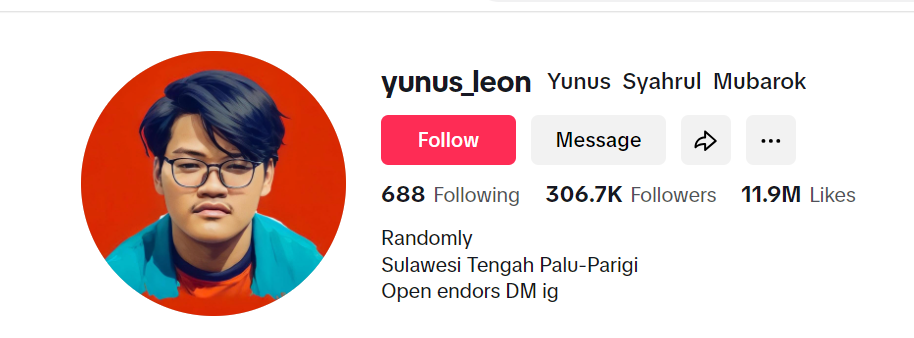 yunus_leon Yunus Syahrul Mubarok
Follow Message
688 Following 306.7K Followers 11.9M Likes
Randomly
Sulawesi Tengah Palu-Parigi
Open endors DM ig